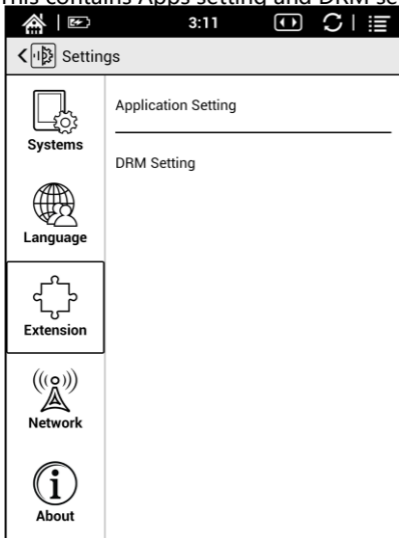 This contains Apps setting and DRM se
3:11
Settings
Application Setting
Systems
DRM Setting
Language
Extension
Network
About